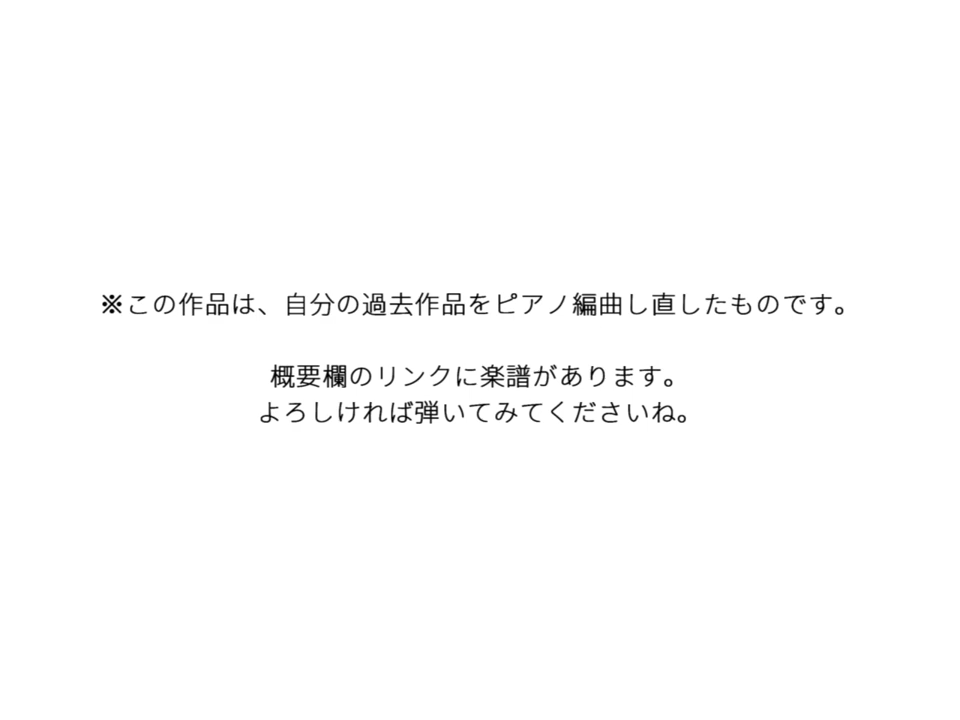 ※この作品は、自分の過去作品をピアノ編曲し直したものです。
概要欄のリンクに楽譜があります。
よろしければ弾いてみてくださいね。